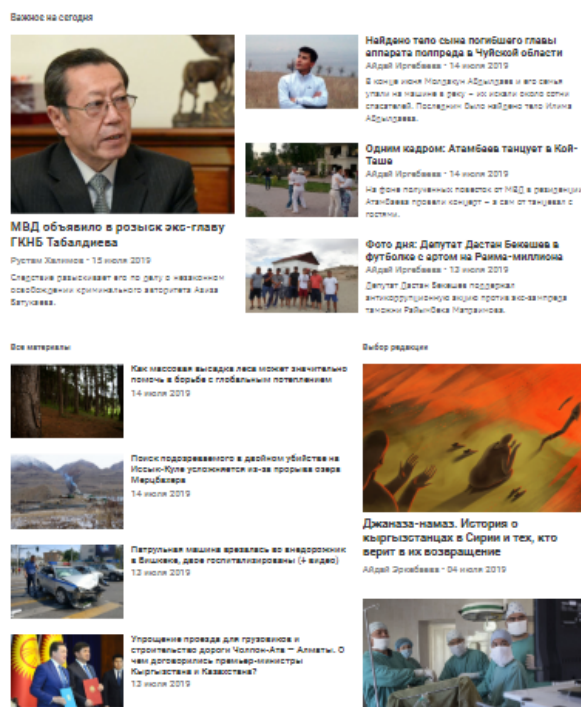 Важное на сегодня
МВД объявило в розыск экс-главу
ГКНБ Табалдиева
Рустам Халимов · 15 июля 2019
Следствие разыскивает его по делу о незаконном
освобождении криминального авторитета Азиза
Батукаева.
Найдено тело сына погибшего главы
аппарата полпреда в Чуйской области
Айдай Иргебаева · 14 июля 2019
В конце июня Молдакун Абдылдаев и его семья
упали на машине в реку – их искали около сотни
спасателей. Последним было найдено тело Илима
Абдылдаева.
Одним кадром: Атамбаев танцует в Кой-
Таше
Айдай Иргебаева · 14 июля 2019
На фоне полученных повесток от МВД в резиденции
Атамбаева провели концерт – а сам от танцевал с
гостями.
Фото дня: Депутат Дастан Бекешев в
футболке с артом на Раима-миллиона
Айдай Иргебаева · 13 июля 2019
Депутат Дастан Бекешев поддержал
антикоррупционную акцию против экс-зампреда
таможни Райымбека Матраимова.
Все материалы
Как массовая высадка леса может значительно
помочь в борьбе с глобальным потеплением
14 июля 2019
Поиск подозреваемого в двойном убийстве на
Иссык-Куле усложняется из-за прорыва озера
Мерцбахера
14 июля 2019
Патрульная машина врезалась во внедорожник
в Бишкеке, двое госпитализированы (+ видео)
13 июля 2019
Упрощение проезда для грузовиков и
строительство дороги Чолпон-Ата – Алматы. О
чем договорились премьер-министры
Кыргызстана и Казахстана?
13 июля 2019
Выбор редакции
Джаназа-намаз. История о
кыргызстанцах в Сирии и тех, кто
верит в их возвращение
Айдай Эркебаева · 04 июля 2019